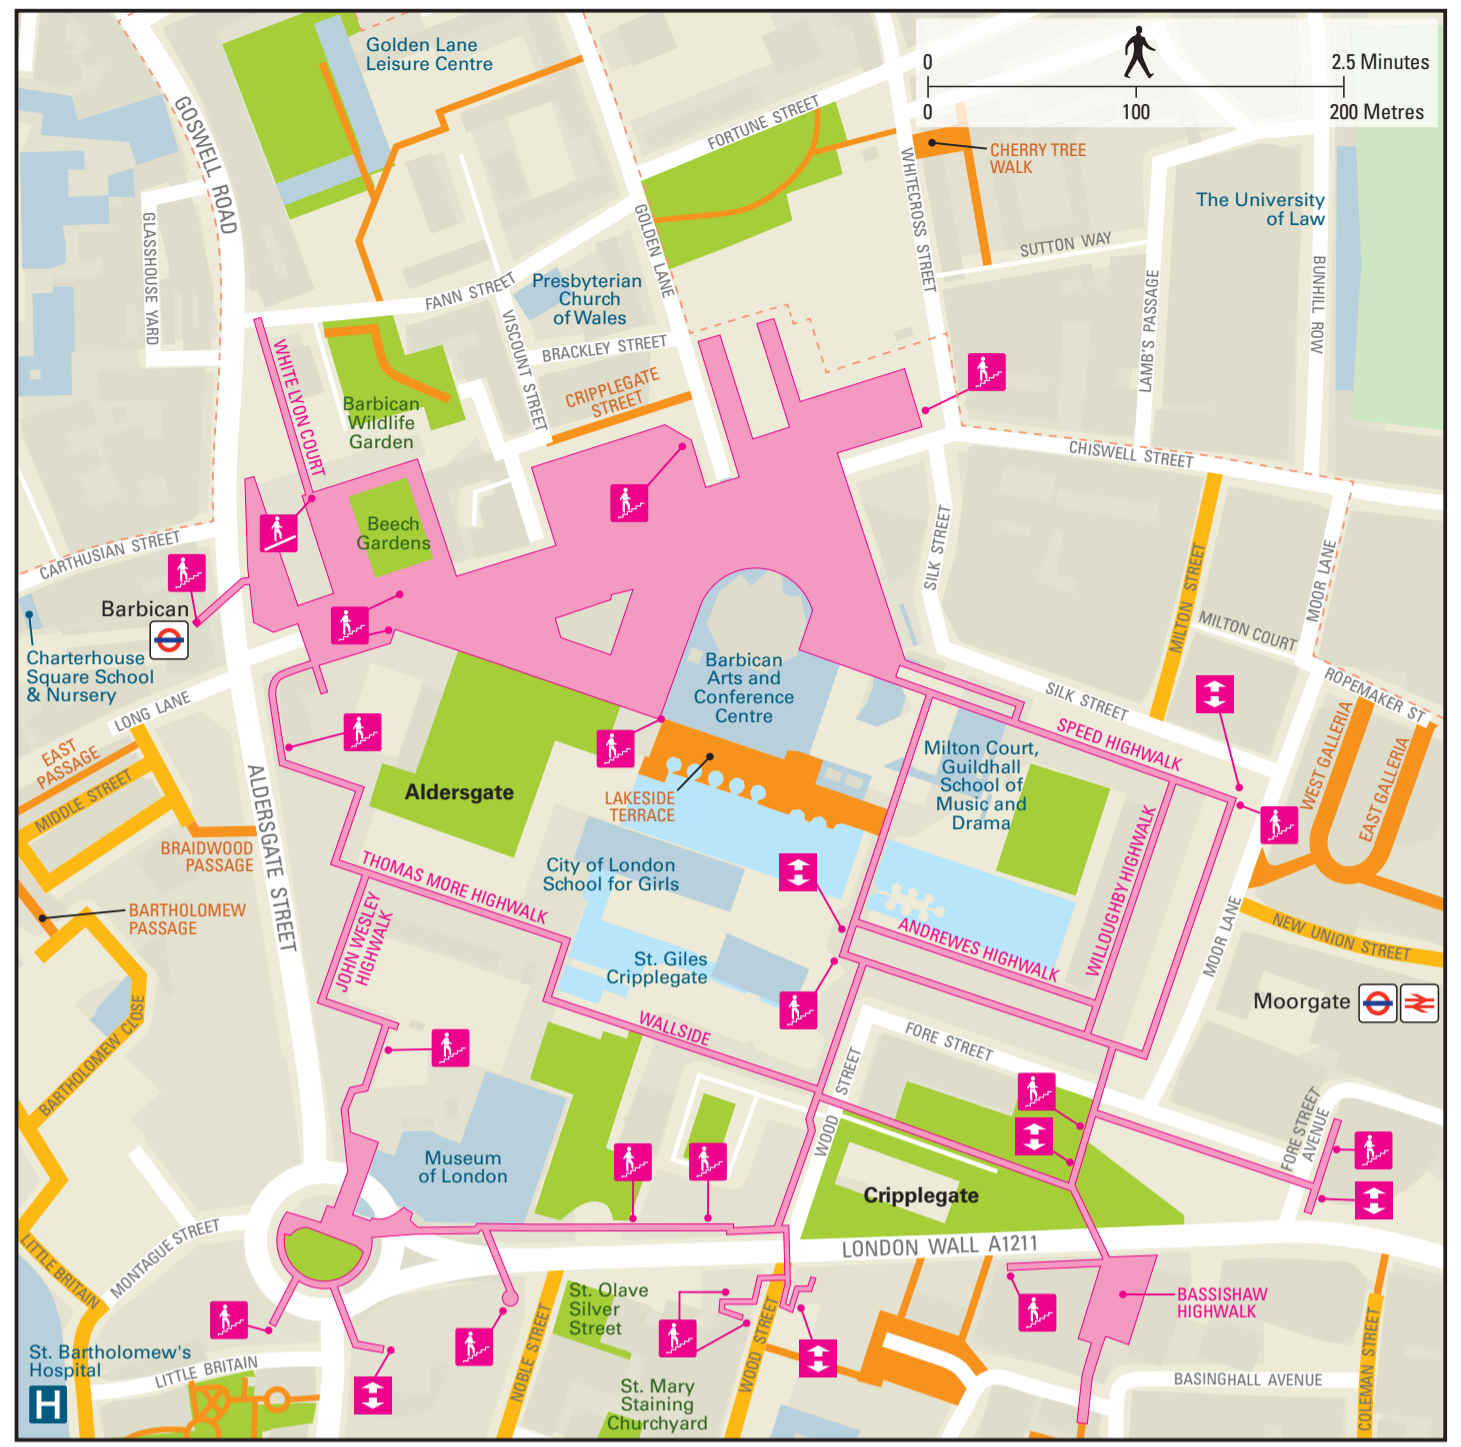 Golden Lane
Leisure Centre
0
2.5 Minutes
0
100
200 Metres
GOSWELL ROAD
FORTUNE STREET
CHERRY TREE
WALK
WHITECROSS STREET
The University
of Law
GLASSHOUSE YARD
GOLDEN LANE
SUTTON WAY
FANN STREET
Presbyterian
Church
of Wales
LAMB'S PASSAGE
BUNHILL ROW
VISCOUNT STREET
BRACKLEY STREET
WHITE LYON COURT
CRIPPLEGATE
STREET
Barbican
Wildlife
Garden
CHISWELL STREET
Beech
Gardens
CARTHUSIAN STREET
SILK STREET
MILTON STREET
MOOR LANE
Barbican
MILTON COURT
Charterhouse
Square School
& Nursery
Barbican
Arts and
Conference
Centre
ROPEMAKER ST
SILK STREET
LONG LANE
SPEED HIGHWALK
WEST GALLERIA
EAST GALLERIA
EAST
PASSAGE
MIDDLE STREET
Milton Court,
Guildhall
School of
Music and
Drama
Aldersgate
LAKESIDE
TERRACE
ALDERSGATE STREET
BRAIDWOOD
PASSAGE
THOMAS MORE HIGHWALK
City of London
School for Girls
WILLOUGHBY HIGHWALK
BARTHOLOMEW
PASSAGE
JOHN WESLEY
HIGHWALK
ANDREWES HIGHWALK
MOOR LANE
NEW UNION STREET
St. Giles
Cripplegate
Moorgate
WALLSIDE
FORE STREET
BARTHOLOMEW CLOSE
WOOD STREET
FORE STREET
AVENUE
Museum
of London
Cripplegate
MONTAGUE STREET
LITTLE BRITAIN
LONDON WALL A1211
St. Olave
Silver
Street
BASSISHAW
HIGHWALK
NOBLE STREET
WOOD STREET
COLEMAN STREET
St. Bartholomew's
Hospital
H
LITTLE BRITAIN
St. Mary
Staining
Churchyard
BASINGHALL AVENUE